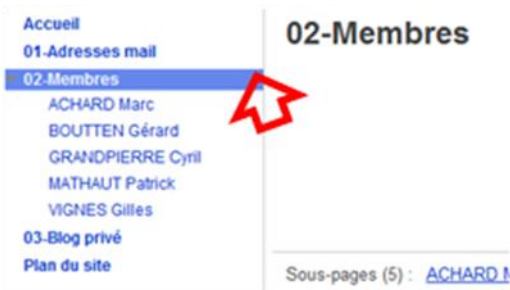 Accueil
01-Adresses mail
02-Membres
ACHARD Marc
BOUTTEN Gérard
GRANDPIERRE Cyril
MATHAUT Patrick
VIGNES Gilles
03-Blog privé
Plan du site
02-Membres
Sous-pages (5) : ACHARD